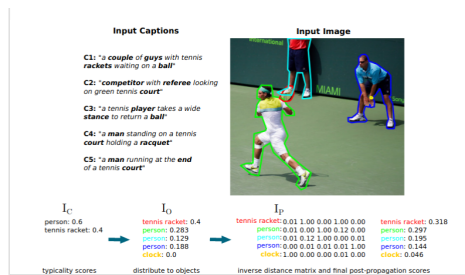 Input Captions
Input Image
C1: "a couple of guys with tennis
rackets waiting on a ball"
C2: "competitor with referee looking
on green tennis court"
C3: "a tennis player takes a wide
stance to return a ball"
C4: "a man standing on a tennis
court holding a racquet"
C5: "a man running at the end
of a tennis court"
International
MIAMI
I_C
I_O
I_P
person: 0.6
tennis racket: 0.4
tennis racket: 0.4
person: 0.283
person: 0.129
person: 0.188
clock: 0.0
tennis racket: 0.01 1.00 0.00 1.00 0.00
person: 0.01 0.00 1.00 0.12 0.00
person: 0.01 0.12 1.00 0.00 0.01
person: 0.00 0.01 0.01 0.01 1.00
clock: 1.00 0.00 0.00 0.01 0.00
tennis racket: 0.318
person: 0.297
person: 0.195
person: 0.144
clock: 0.046
typicality scores
distribute to objects
inverse distance matrix and final post-propagation scores